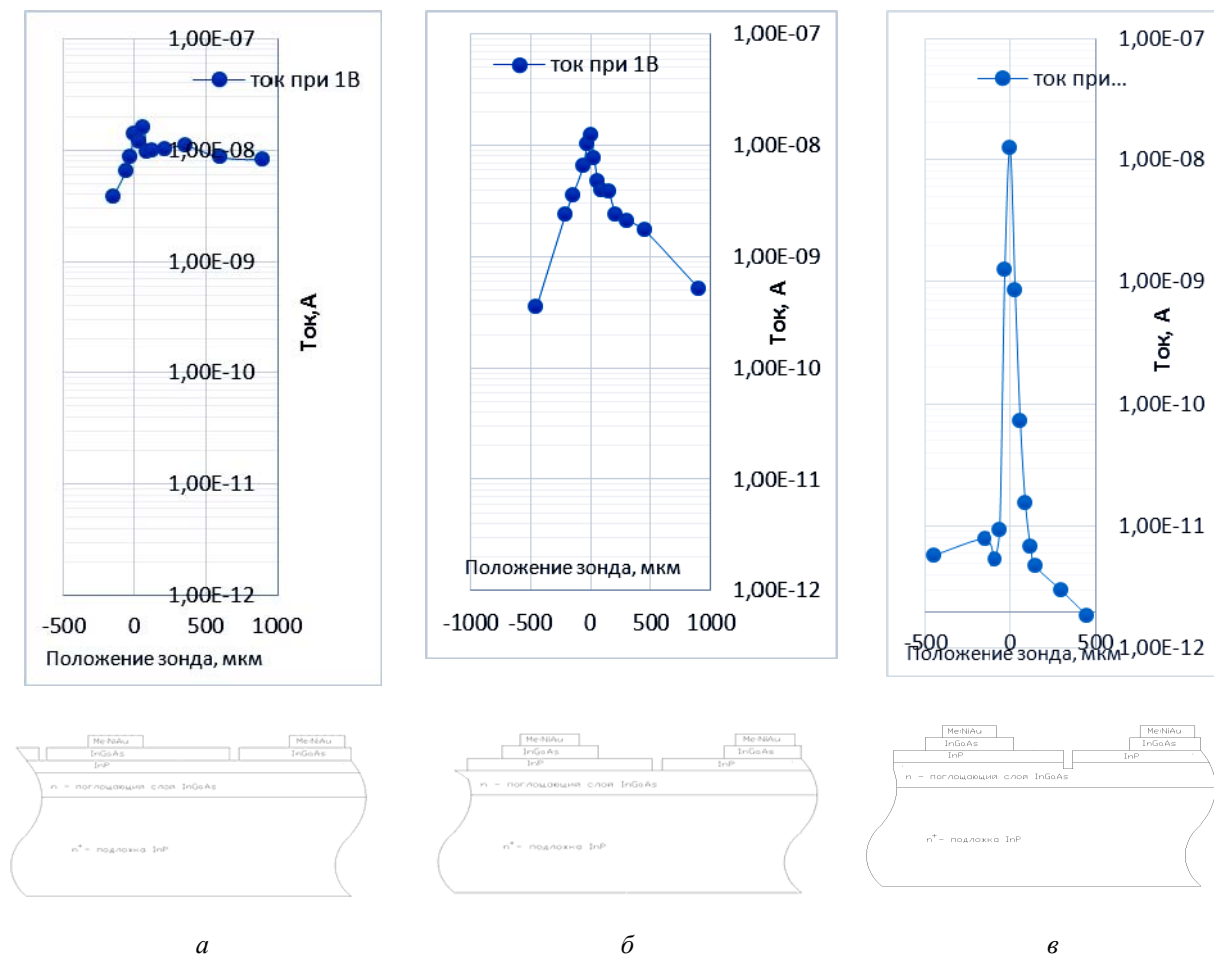 1,00E-07
ток при 1В
1,00E-08
1,00E-09
Ток,А
1,00E-10
1,00E-11
1,00E-12
-500 0 500 1000
Положение зонда, мкм
1,00E-07
ток при 1В
1,00E-08
1,00E-09
Ток, А
1,00E-10
1,00E-11
Положение зонда, мкм
1,00E-12
-1000 -500 0 500 1000
1,00E-07
ток при...
1,00E-08
1,00E-09
Ток, А
1,00E-10
1,00E-11
-500 0 500
Положение зонда, мкм
1,00E-12
Me:NiAu Me:NiAu
InGaAs InGaAs
InP
n - поглощающий слой InGaAs
n+- подложка InP
Me:NiAu Me:NiAu
InGaAs InGaAs
InP InP
n - поглощающий слой InGaAs
n+- подложка InP
Me:NiAu Me:NiAu
InGaAs InGaAs
InP InP
n - поглощающий слой InGaAs
n+- подложка InP
а
б
в